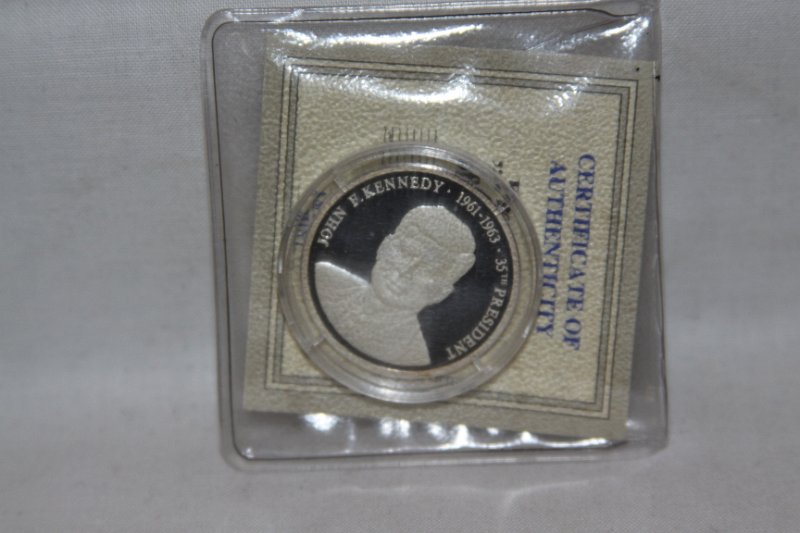 JOHN F. KENNEDY · 1961-1963 · 35TH PRESIDENT
CERTIFICATE OF
AUTHENTICITY